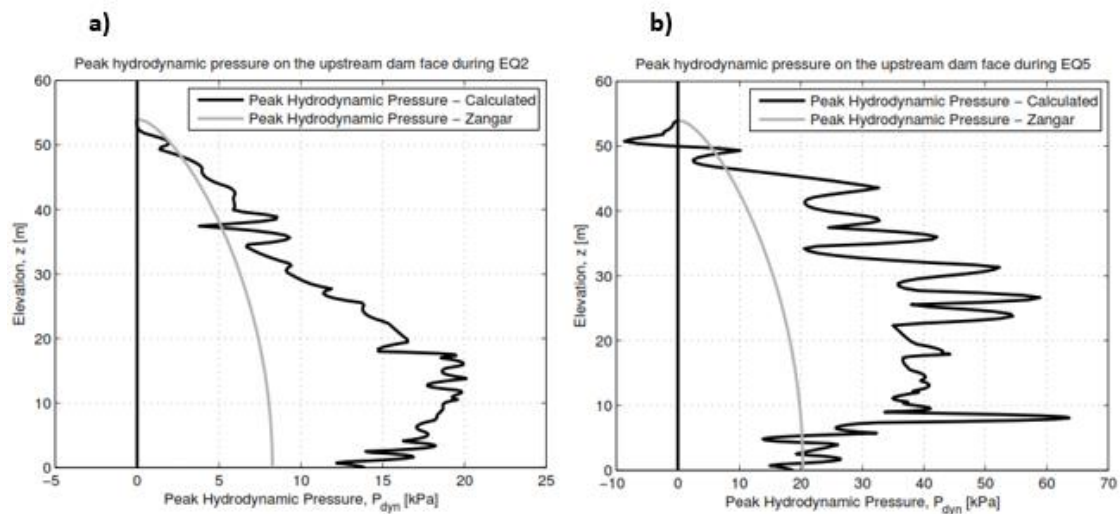 a)
Peak hydrodynamic pressure on the upstream dam face during EQ2
60
50
40
30
20
10
0
Elevation, z [m]
Peak Hydrodynamic Pressure – Calculated
Peak Hydrodynamic Pressure – Zangar
−5 0 5 10 15 20 25
Peak Hydrodynamic Pressure, Pdyn [kPa]
b)
Peak hydrodynamic pressure on the upstream dam face during EQ5
60
50
40
30
20
10
0
Elevation, z [m]
Peak Hydrodynamic Pressure – Calculated
Peak Hydrodynamic Pressure – Zangar
−10 0 10 20 30 40 50 60 70
Peak Hydrodynamic Pressure, Pdyn [kPa]